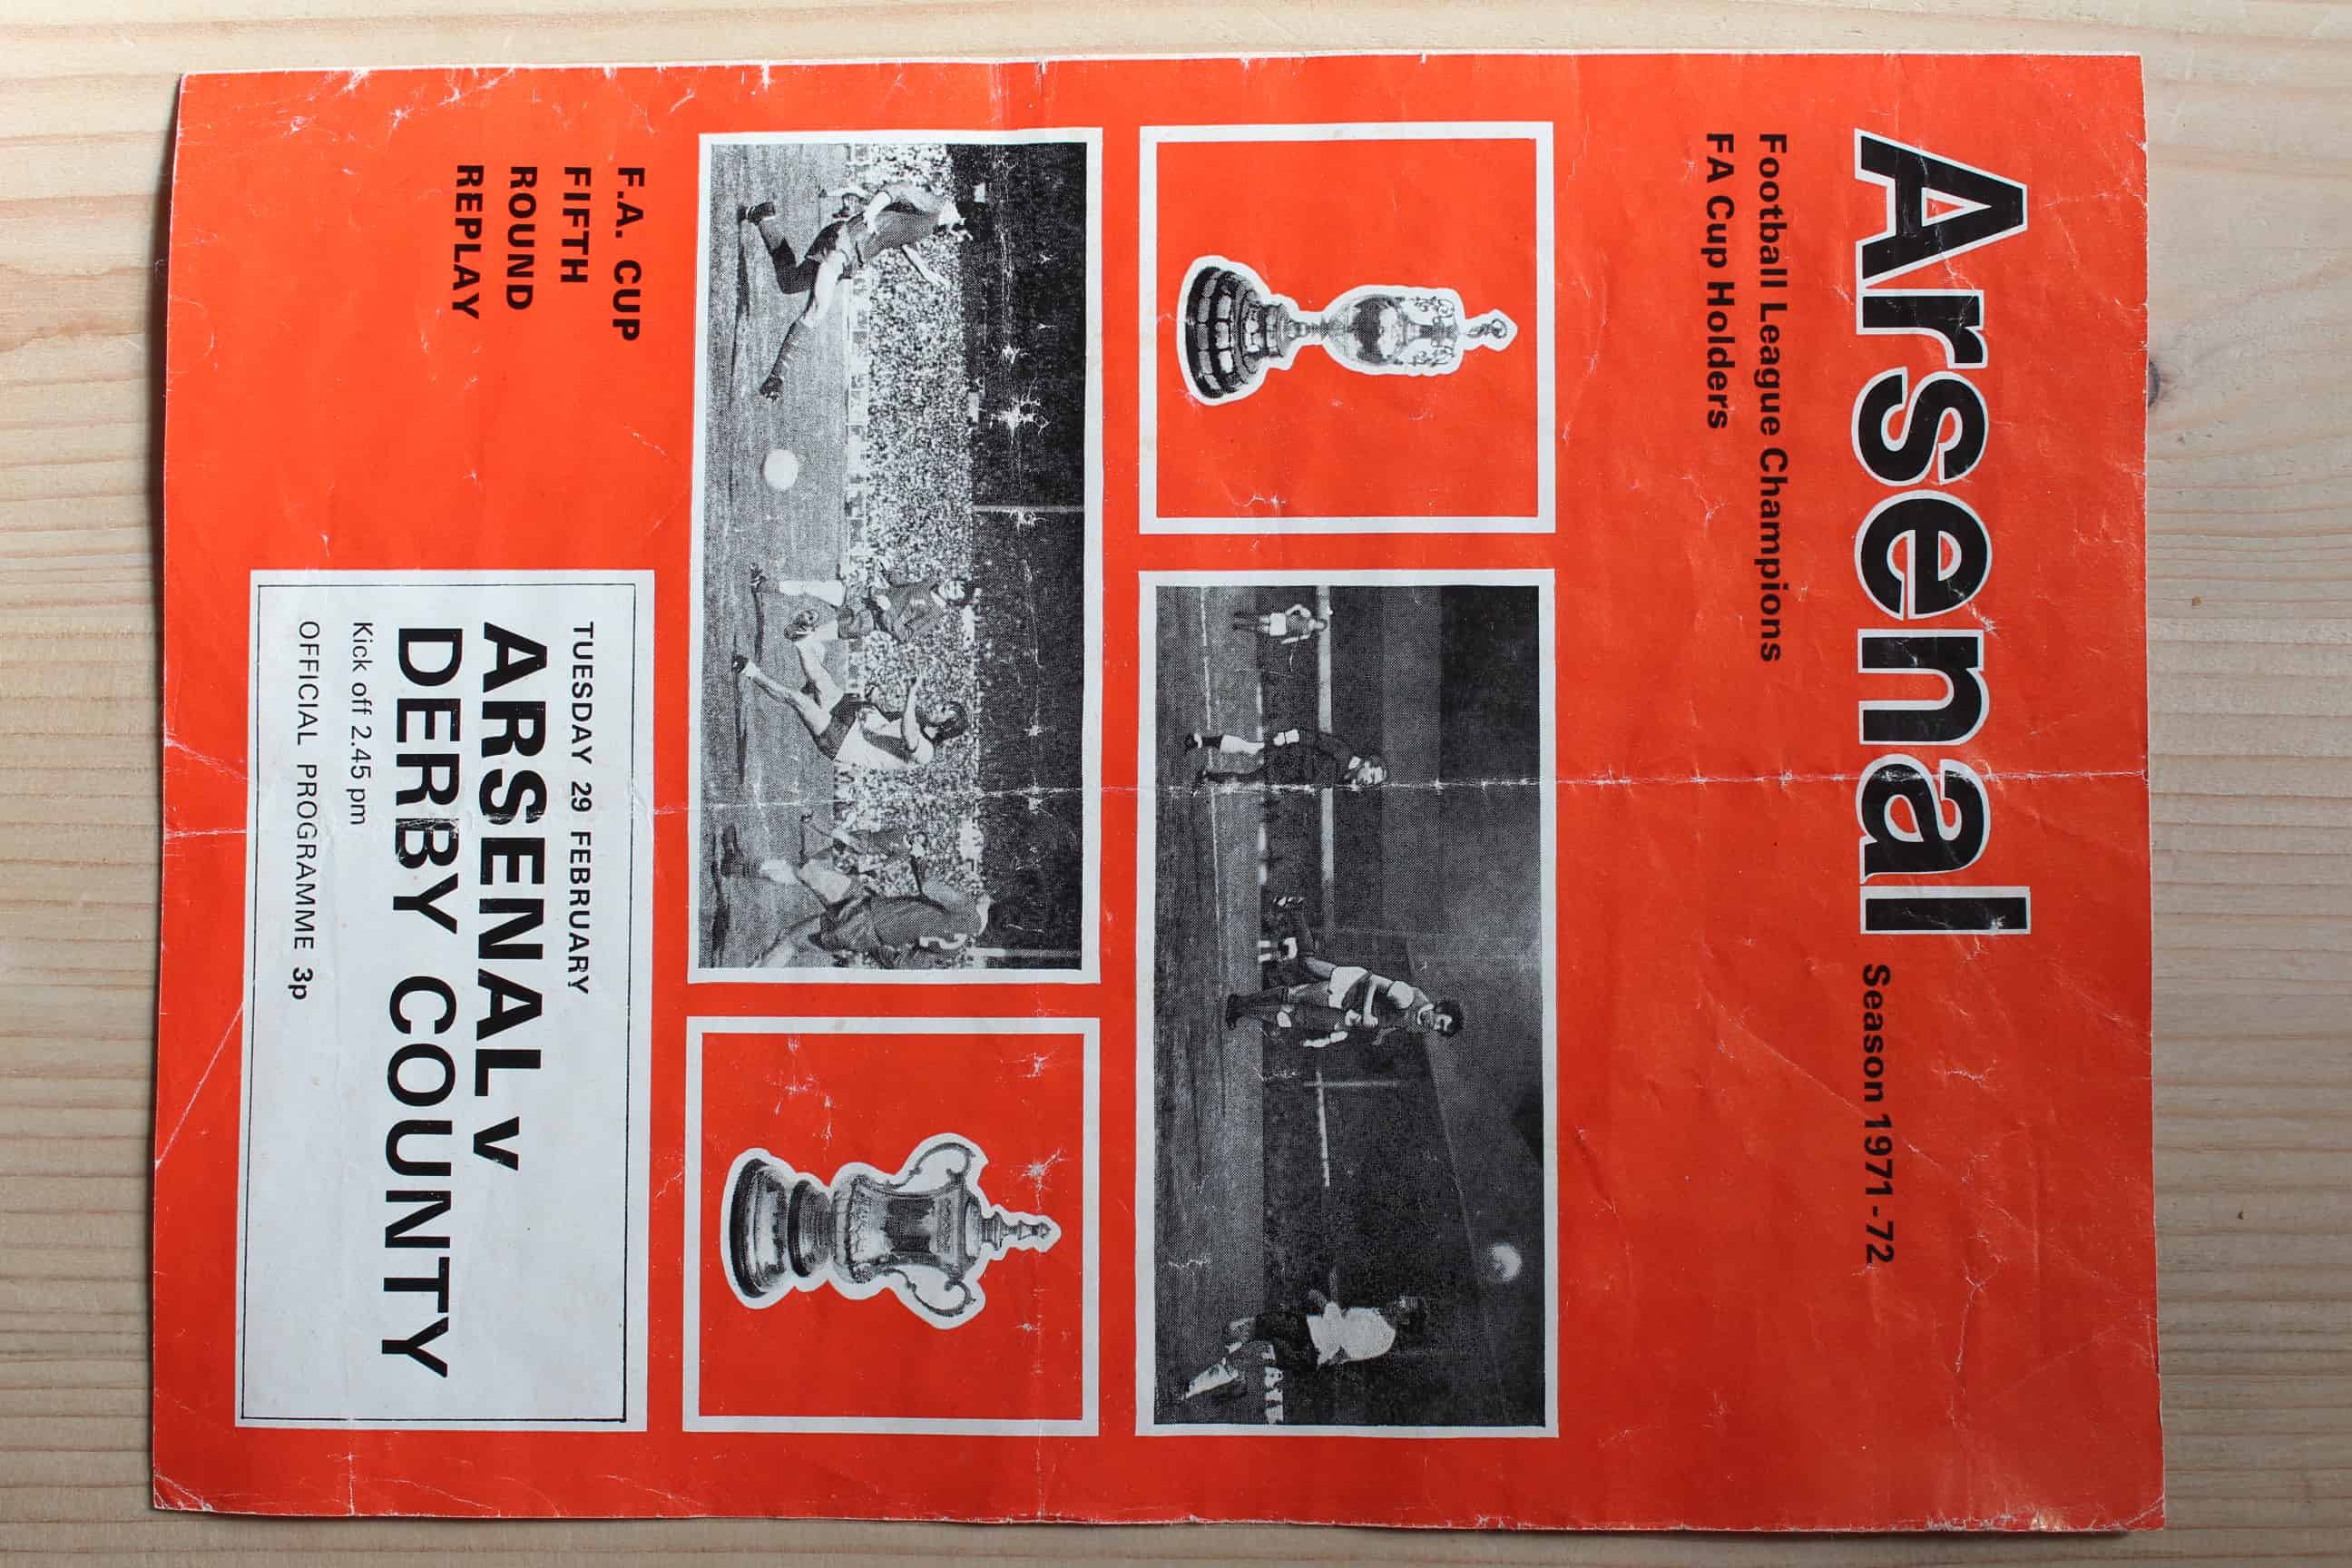 Arsenal Season 1971-72
Football League Champions
FA Cup Holders
F.A. CUP
FIFTH
ROUND
REPLAY
TUESDAY 29 FEBRUARY
ARSENAL v
DERBY COUNTY
Kick off 2.45 pm
OFFICIAL PROGRAMME 3p